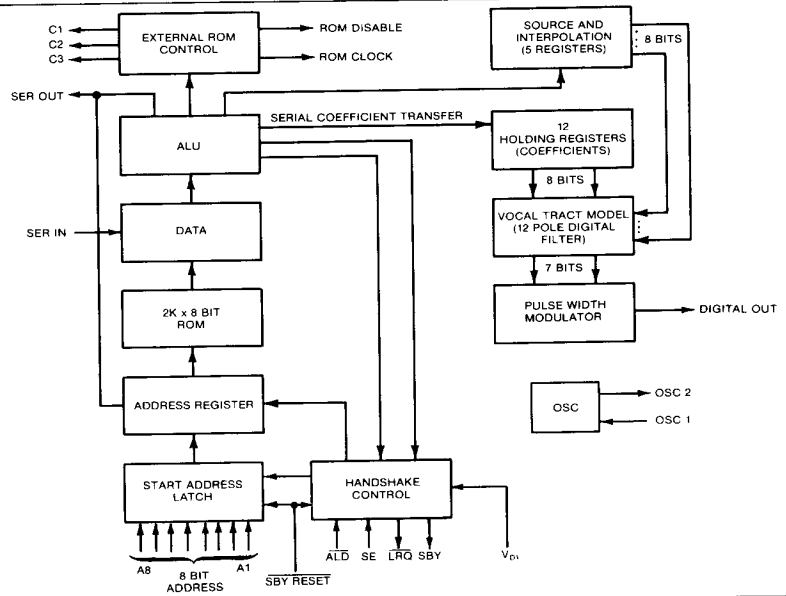 C1
C2
C3
EXTERNAL ROM
CONTROL
ROM DISABLE
ROM CLOCK
SOURCE AND
INTERPOLATION
(5 REGISTERS)
8 BITS
SER OUT
ALU
SERIAL COEFFICIENT TRANSFER
12
HOLDING REGISTERS
(COEFFICIENTS)
8 BITS
SER IN
DATA
VOCAL TRACT MODEL
(12 POLE DIGITAL
FILTER)
7 BITS
2K x 8 BIT
ROM
PULSE WIDTH
MODULATOR
DIGITAL OUT
ADDRESS REGISTER
OSC
OSC 2
OSC 1
START ADDRESS
LATCH
HANDSHAKE
CONTROL
A8
A1
8 BIT
ADDRESS
SBY RESET
ALD
SE
LRQ
SBY